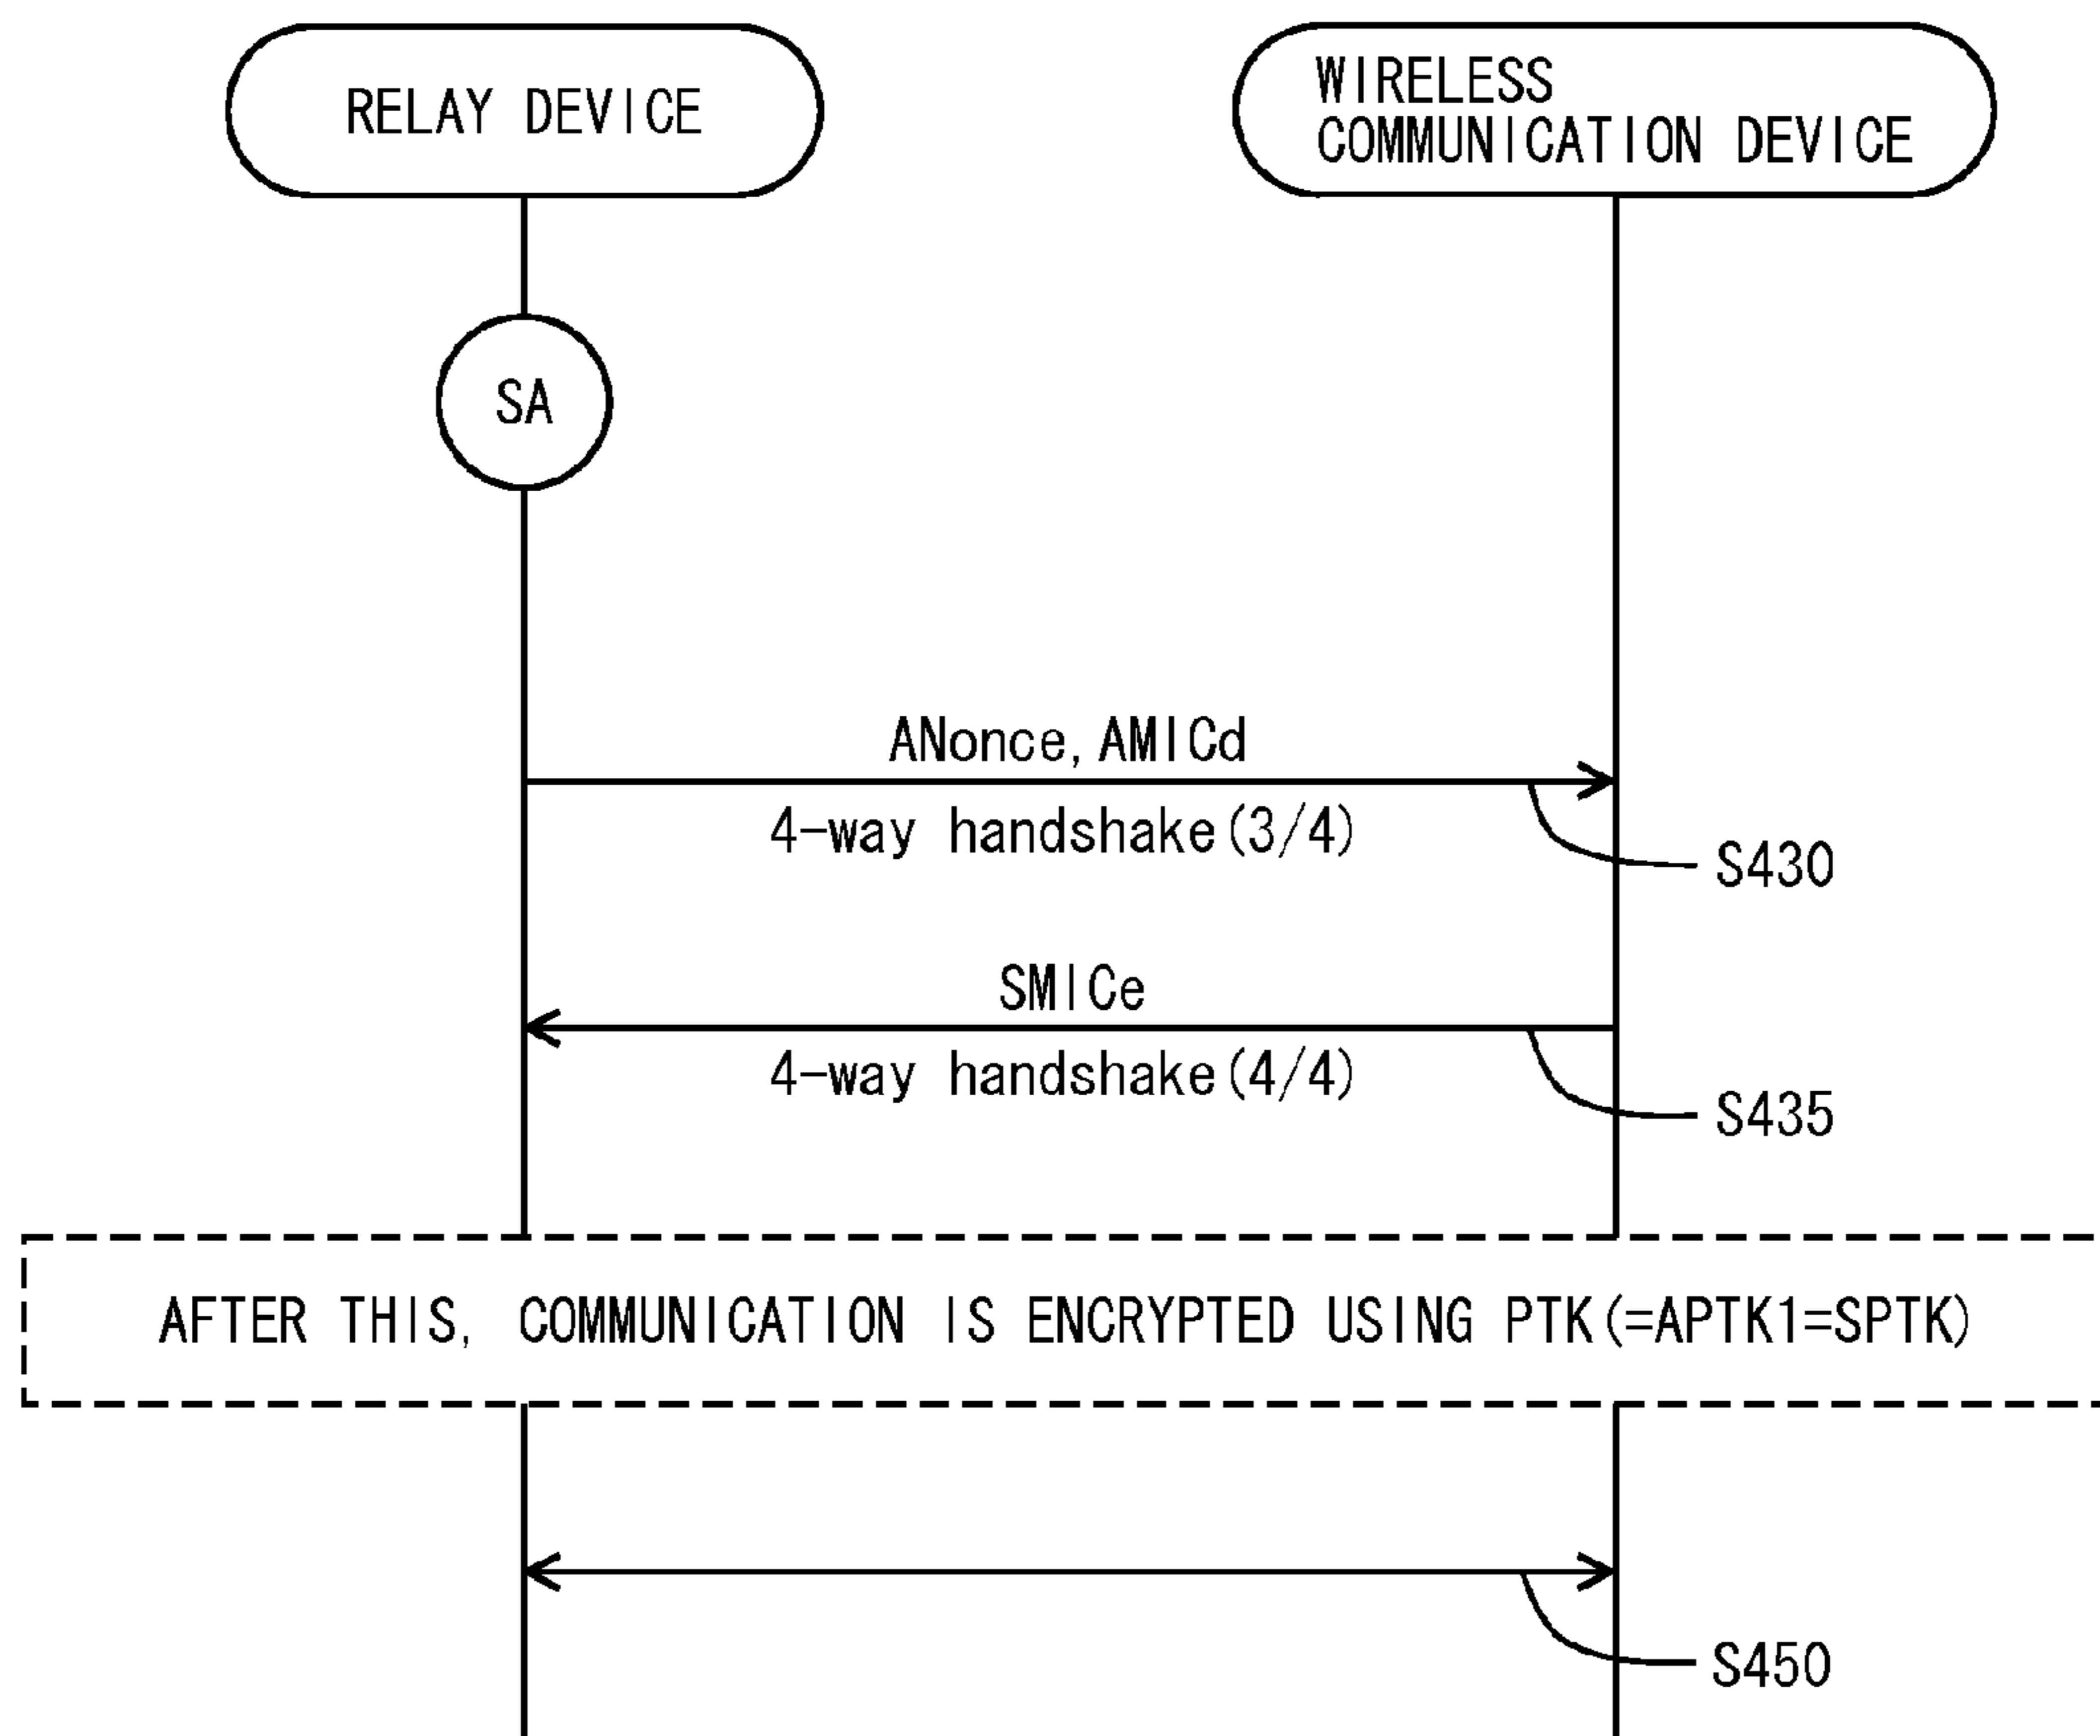 RELAY DEVICE
WIRELESS
COMMUNICATION DEVICE
SA
ANonce, AMICd
4-way handshake(3/4)
S430
SMICe
4-way handshake(4/4)
S435
AFTER THIS, COMMUNICATION IS ENCRYPTED USING PTK(=APTK1=SPTK)
S450